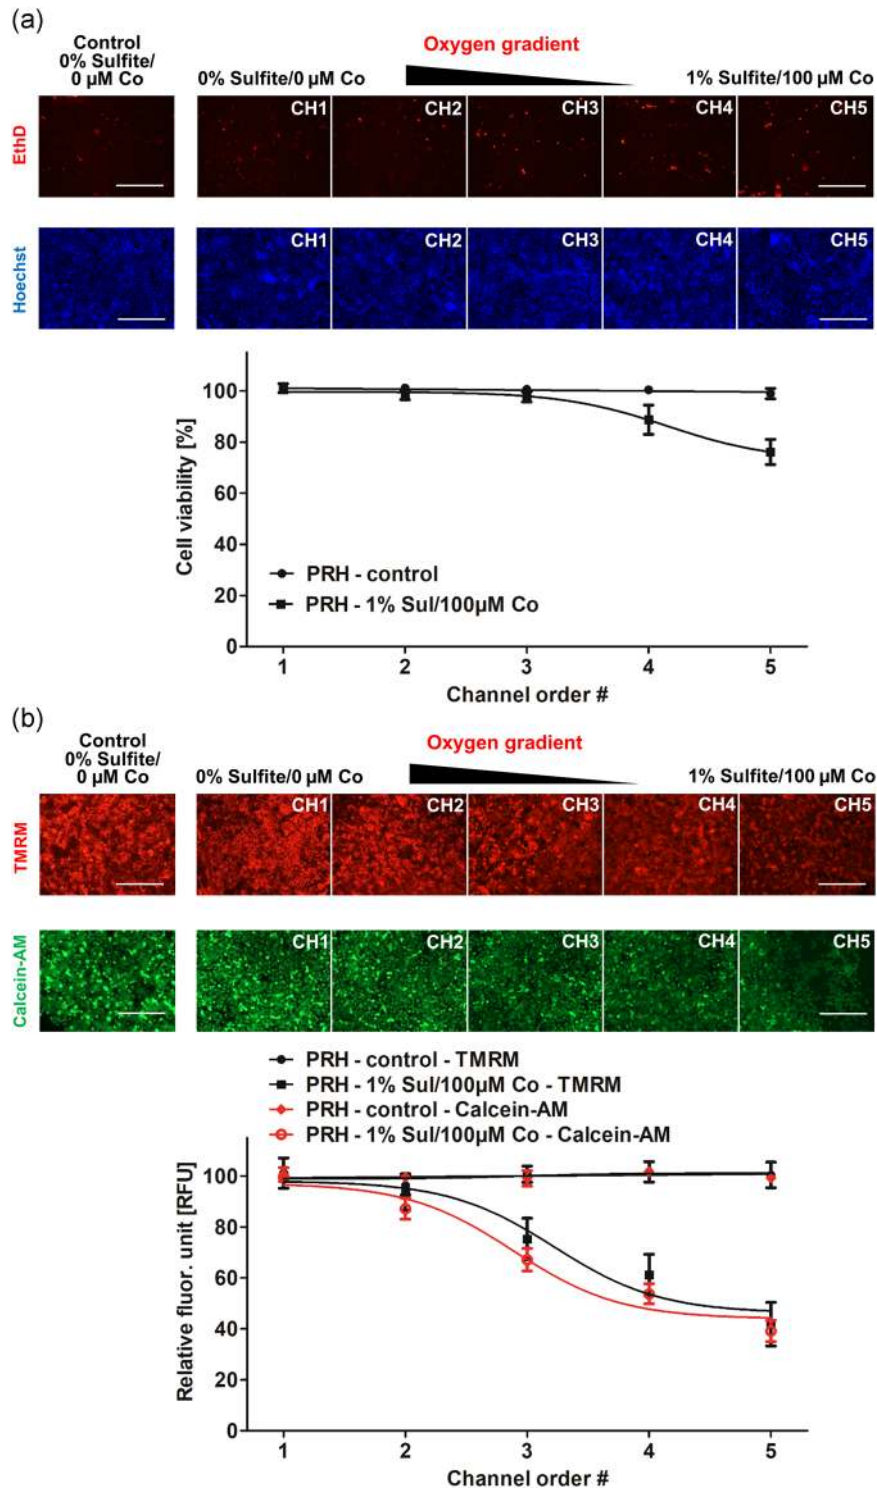 (a)
Control
0% Sulfite/
0 µM Co
Oxygen gradient
0% Sulfite/0 µM Co
1% Sulfite/100 µM Co
EthD
CH1
CH2
CH3
CH4
CH5
Hoechst
CH1
CH2
CH3
CH4
CH5
Cell viability [%]
100
80
60
40
20
0
PRH - control
PRH - 1% Sul/100µM Co
1
2
3
4
5
Channel order #
(b)
Control
0% Sulfite/
0 µM Co
Oxygen gradient
0% Sulfite/0 µM Co
1% Sulfite/100 µM Co
TMRM
CH1
CH2
CH3
CH4
CH5
Calcein-AM
CH1
CH2
CH3
CH4
CH5
PRH - control - TMRM
PRH - 1% Sul/100µM Co - TMRM
PRH - control - Calcein-AM
PRH - 1% Sul/100µM Co - Calcein-AM
Relative fluor. unit [RFU]
100
80
60
40
20
0
1
2
3
4
5
Channel order #